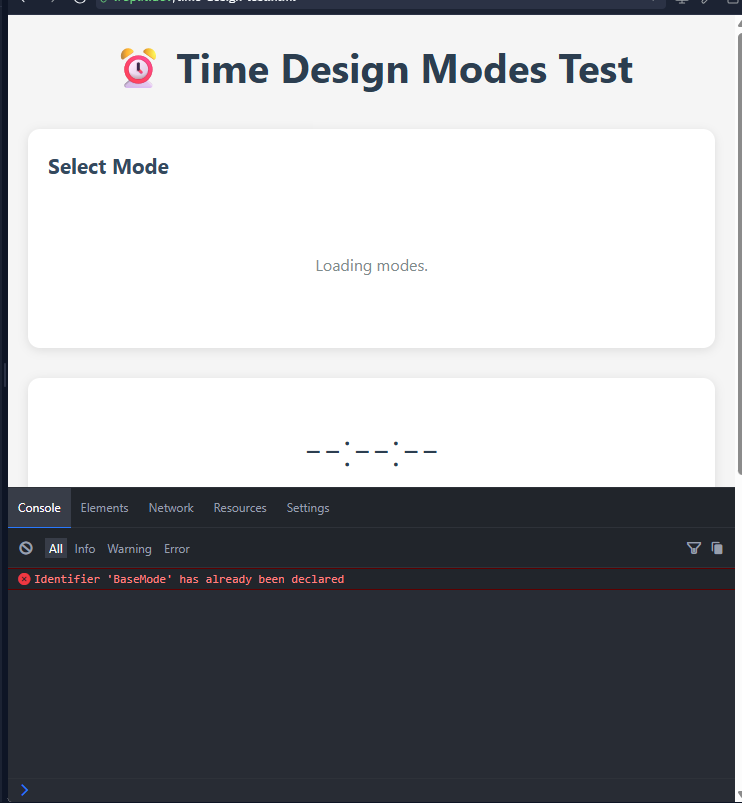 Time Design Modes Test
Select Mode
Loading modes.
--:--:--
Console Elements Network Resources Settings
All Info Warning Error
Identifier 'BaseMode' has already been declared